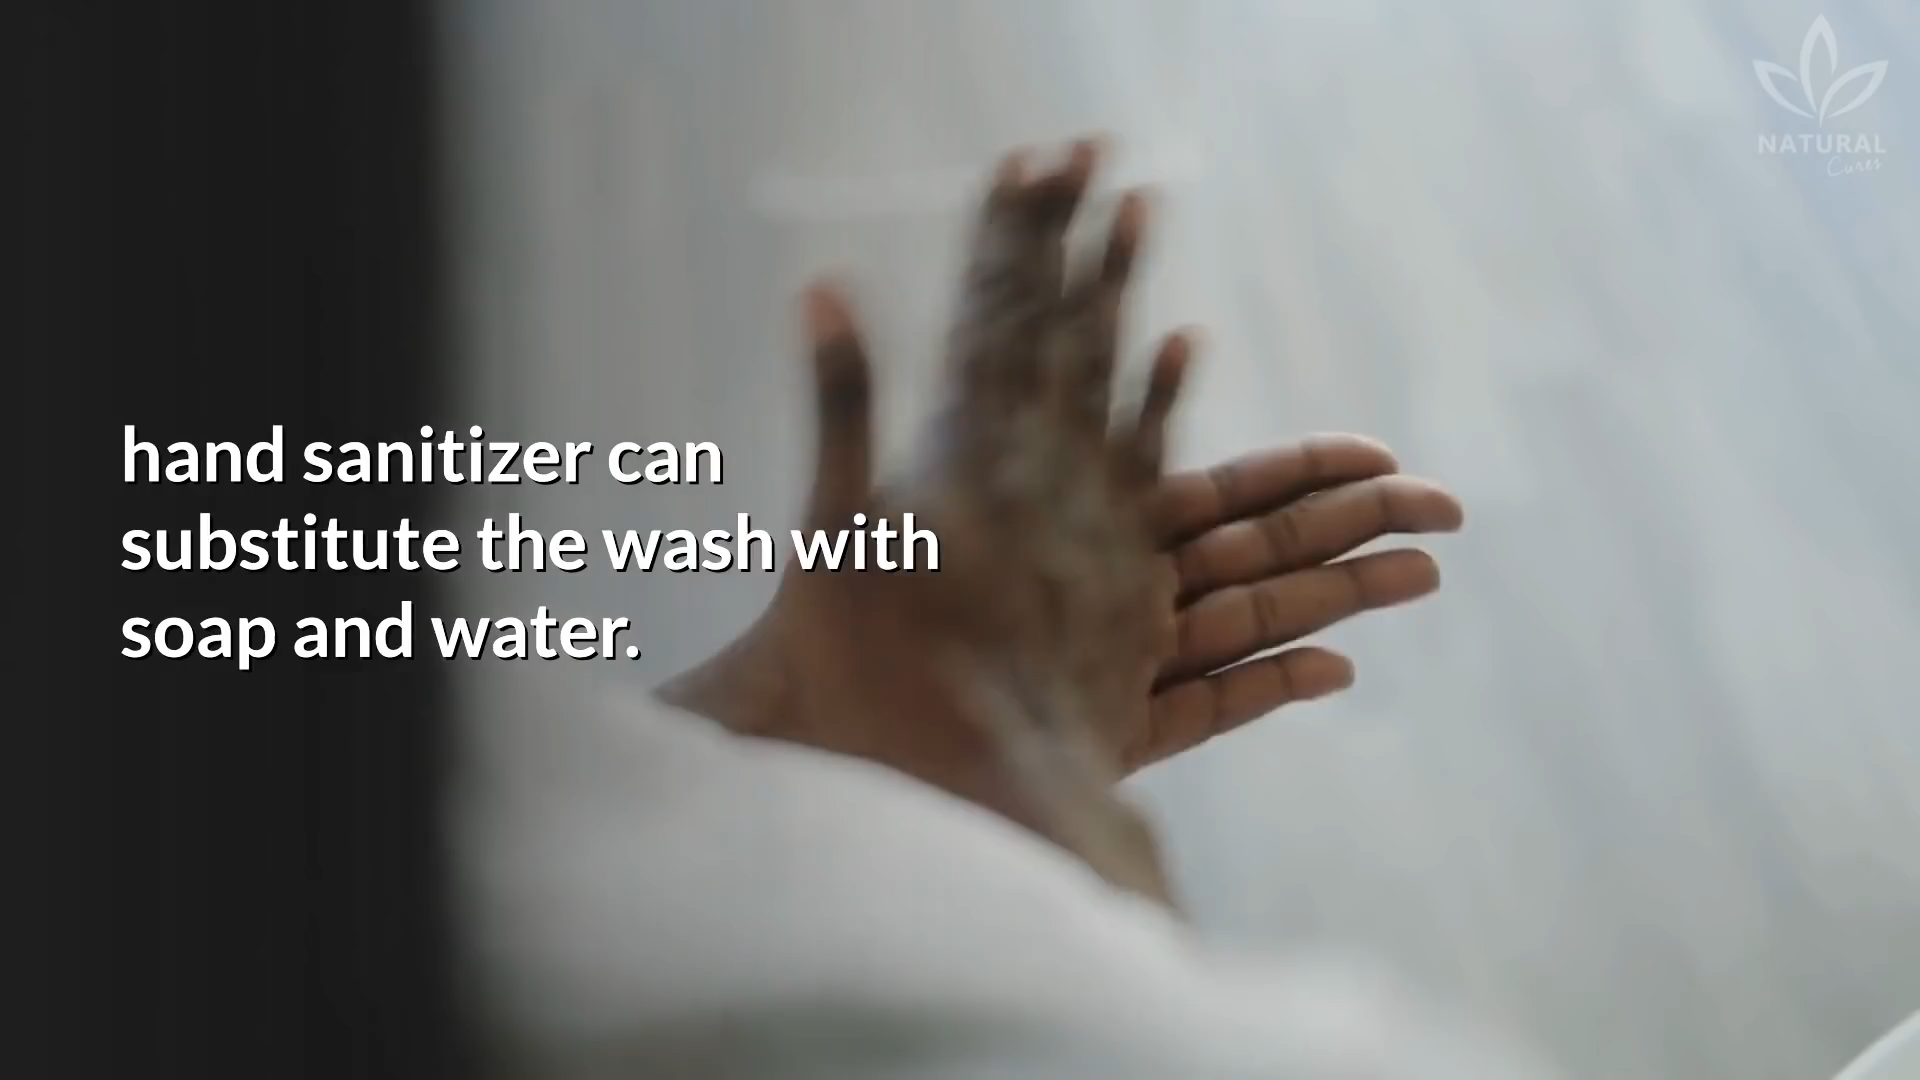 NATURAL
Cures
hand sanitizer can
substitute the wash with
soap and water.